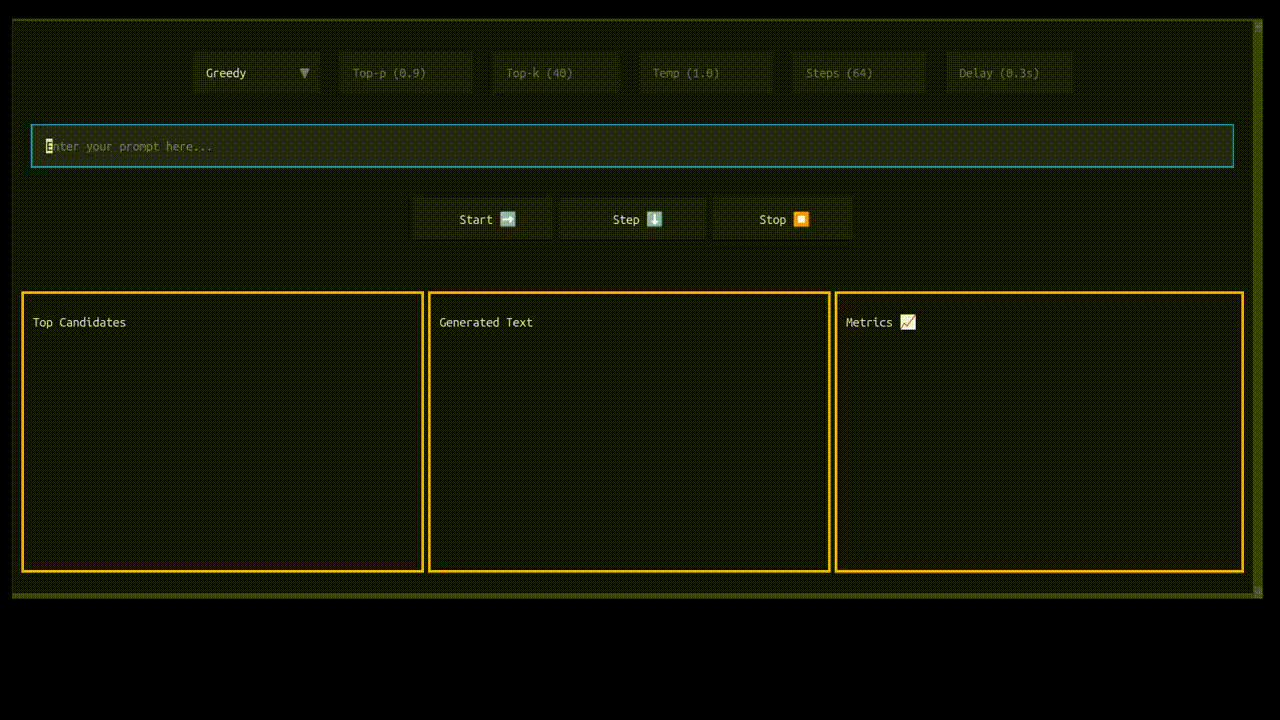 Greedy ▼ Top-p (0.9) Top-k (40) Temp (1.0) Steps (64) Delay (0.3s)
Enter your prompt here...
Start ➡️ Step ⬇️ Stop ⏹️
Top Candidates
Generated Text
Metrics 📈